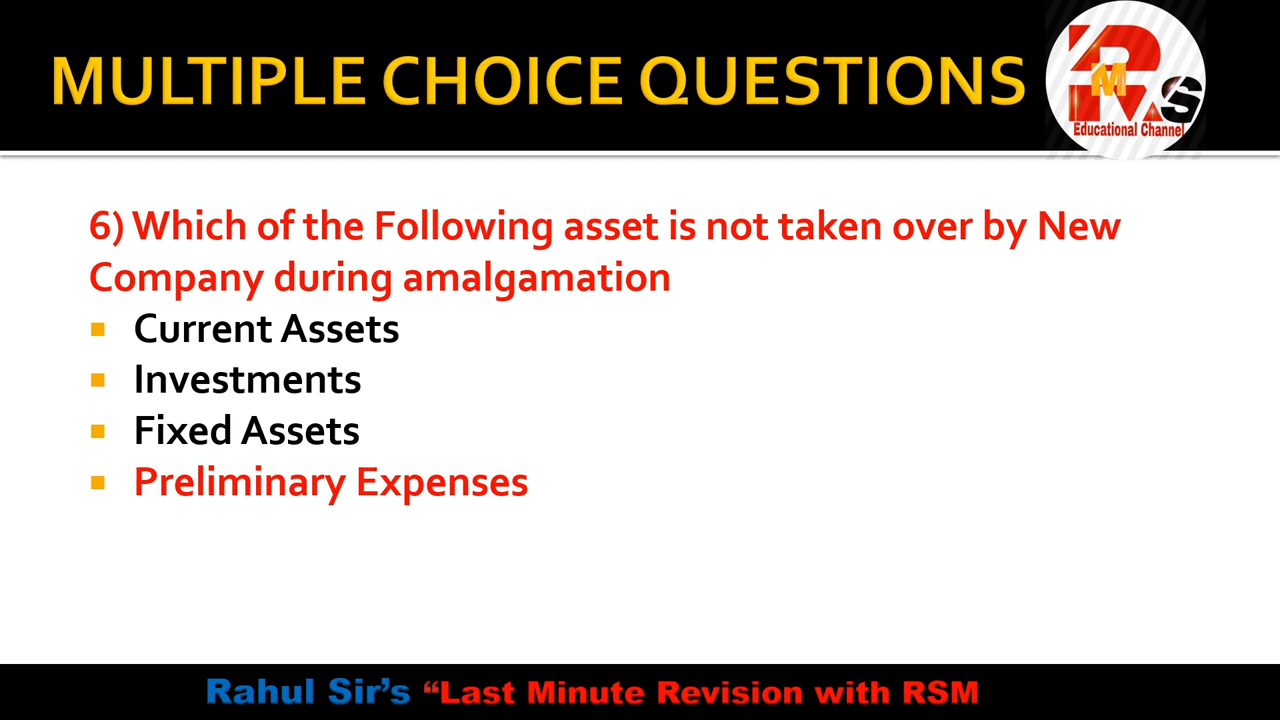 MULTIPLE CHOICE QUESTIONS
RMS
Educational Channel
6) Which of the Following asset is not taken over by New
Company during amalgamation
Current Assets
Investments
Fixed Assets
Preliminary Expenses
Rahul Sir's “Last Minute Revision with RSM